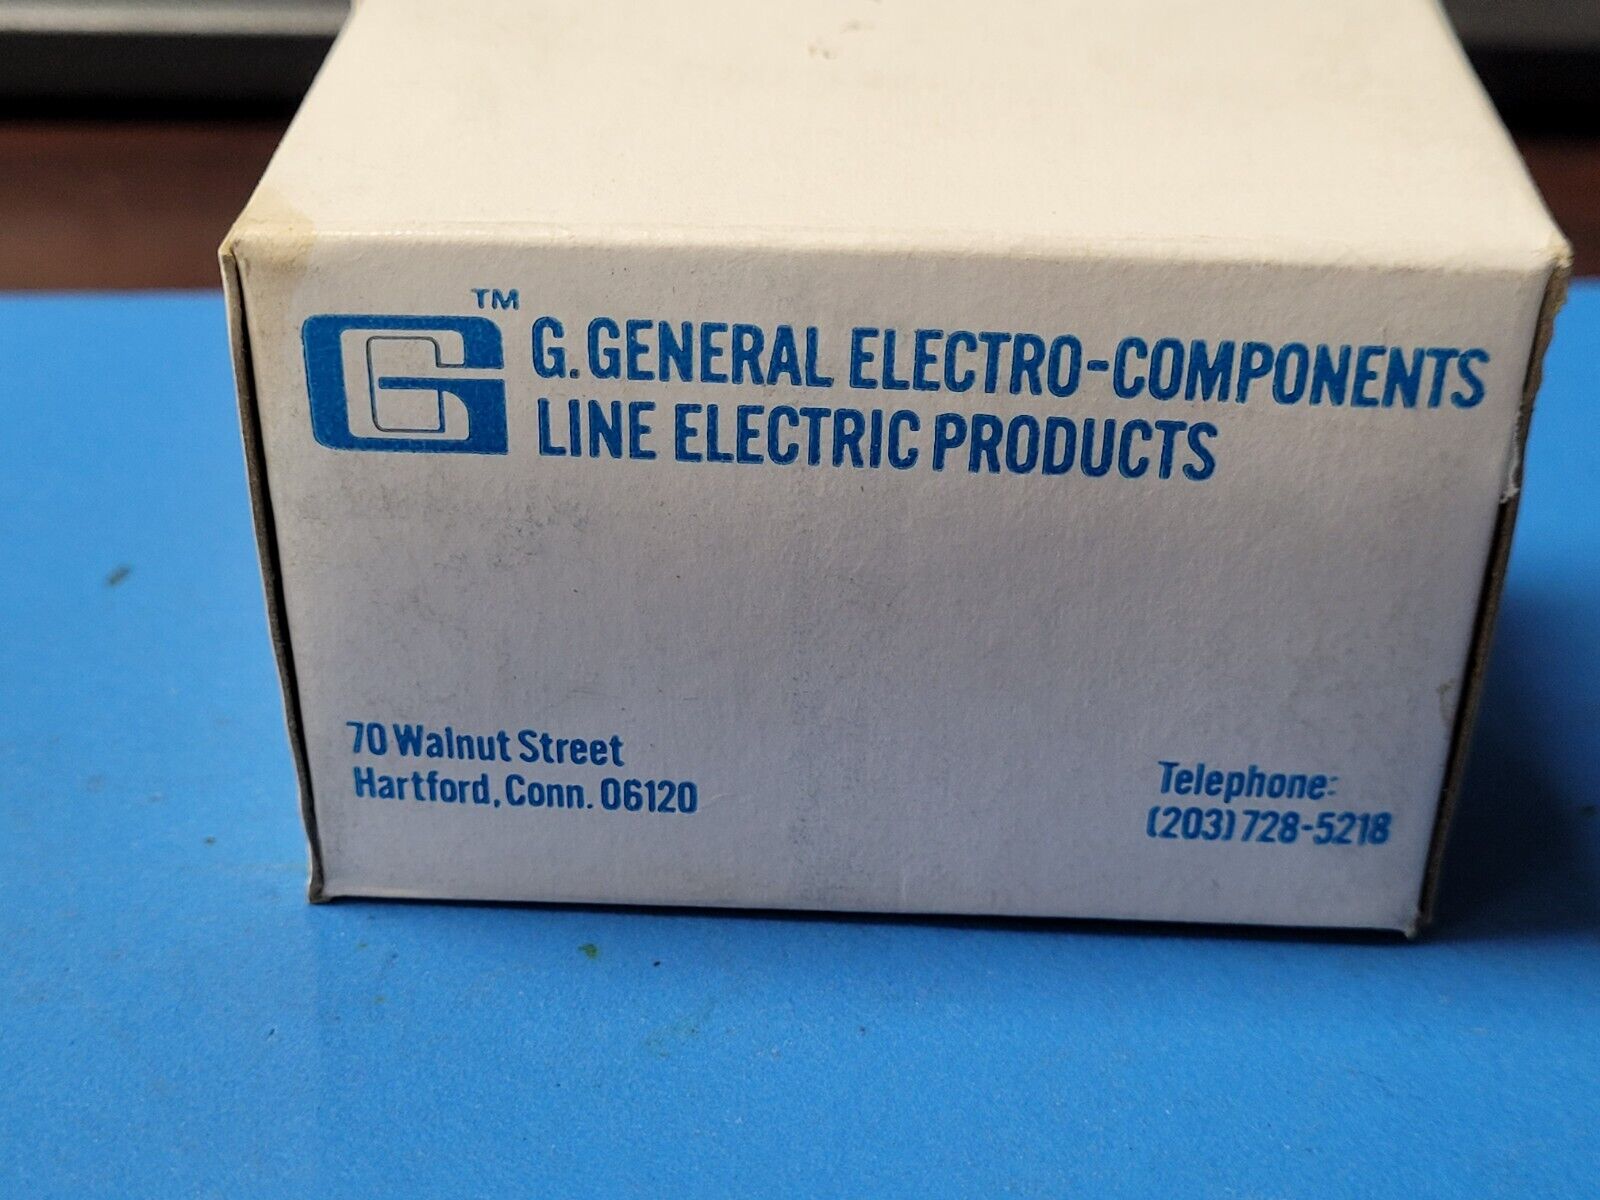 G ™
G. GENERAL ELECTRO-COMPONENTS
LINE ELECTRIC PRODUCTS
70 Walnut Street
Hartford, Conn. 06120
Telephone:
(203) 728-5218